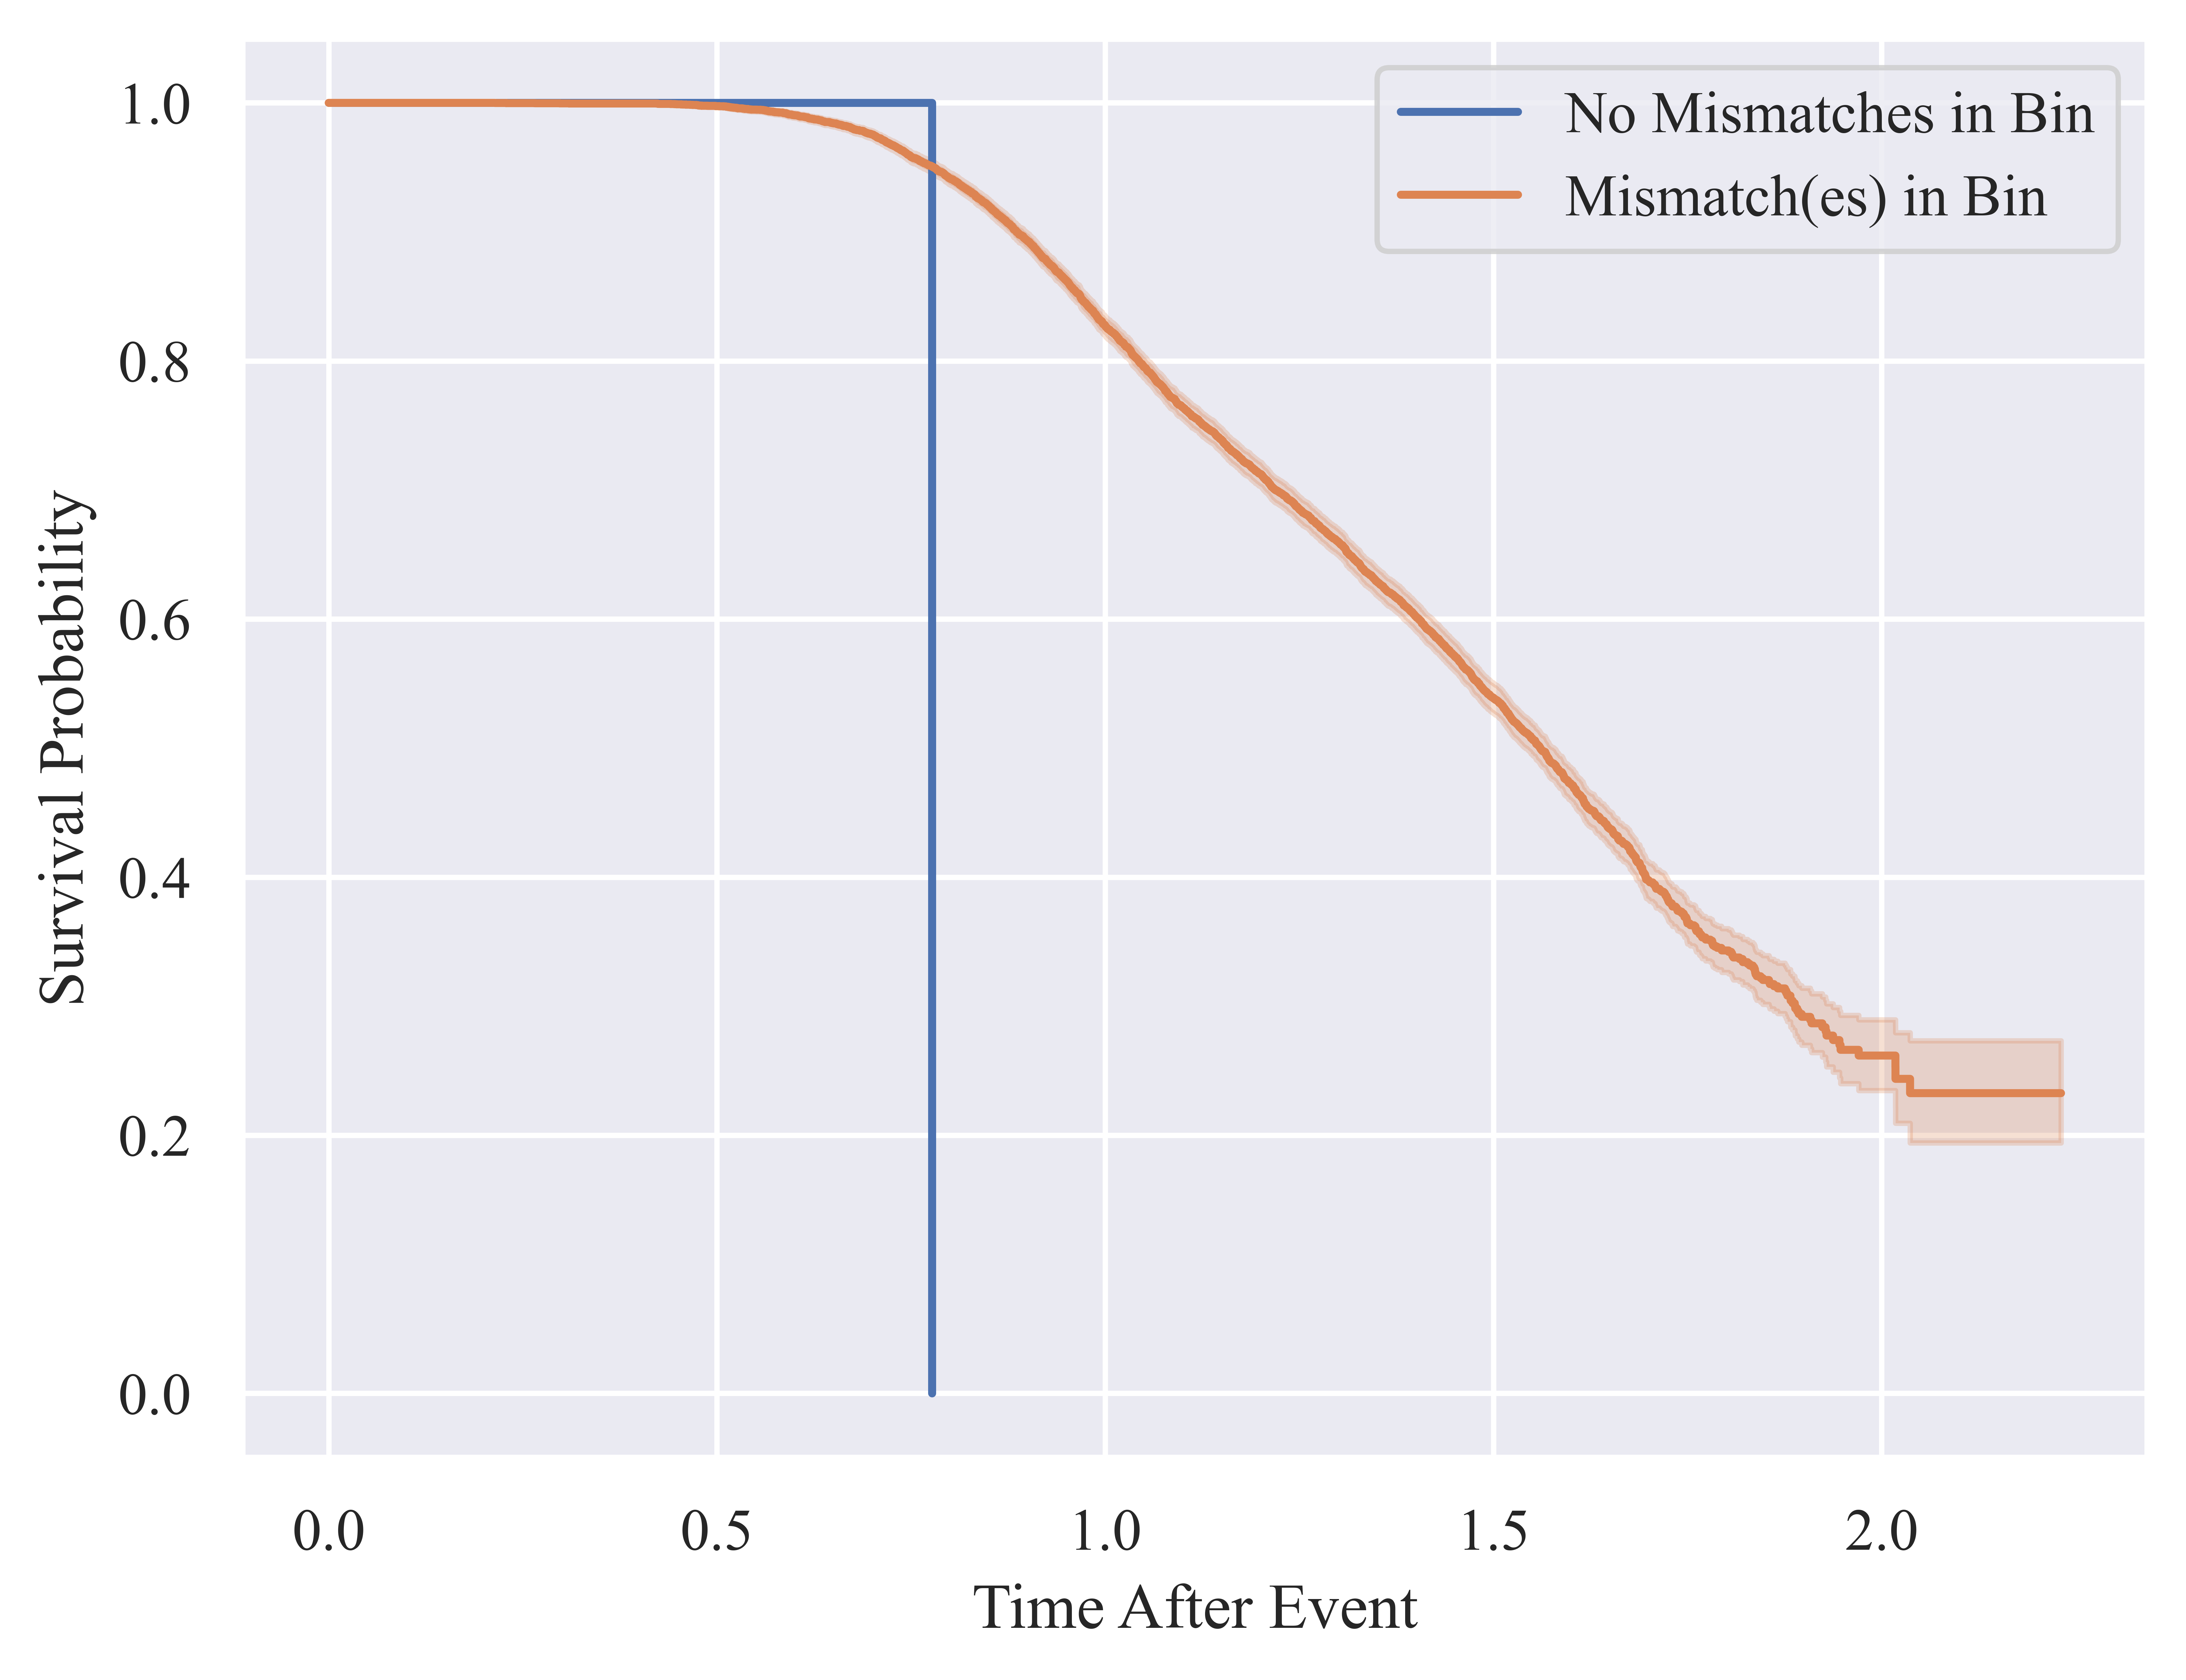 No Mismatches in Bin
Mismatch(es) in Bin
Survival Probability
1.0
0.8
0.6
0.4
0.2
0.0
0.0 0.5 1.0 1.5 2.0
Time After Event